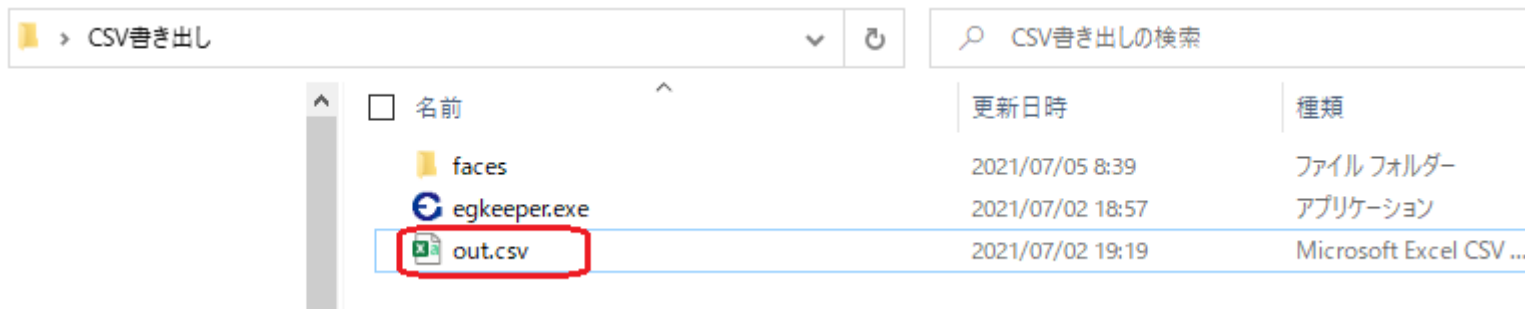 CSV書き出し
CSV書き出しの検索
名前 更新日時 種類
faces 2021/07/05 8:39 ファイル フォルダー
egkeeper.exe 2021/07/02 18:57 アプリケーション
out.csv 2021/07/02 19:19 Microsoft Excel CSV ...